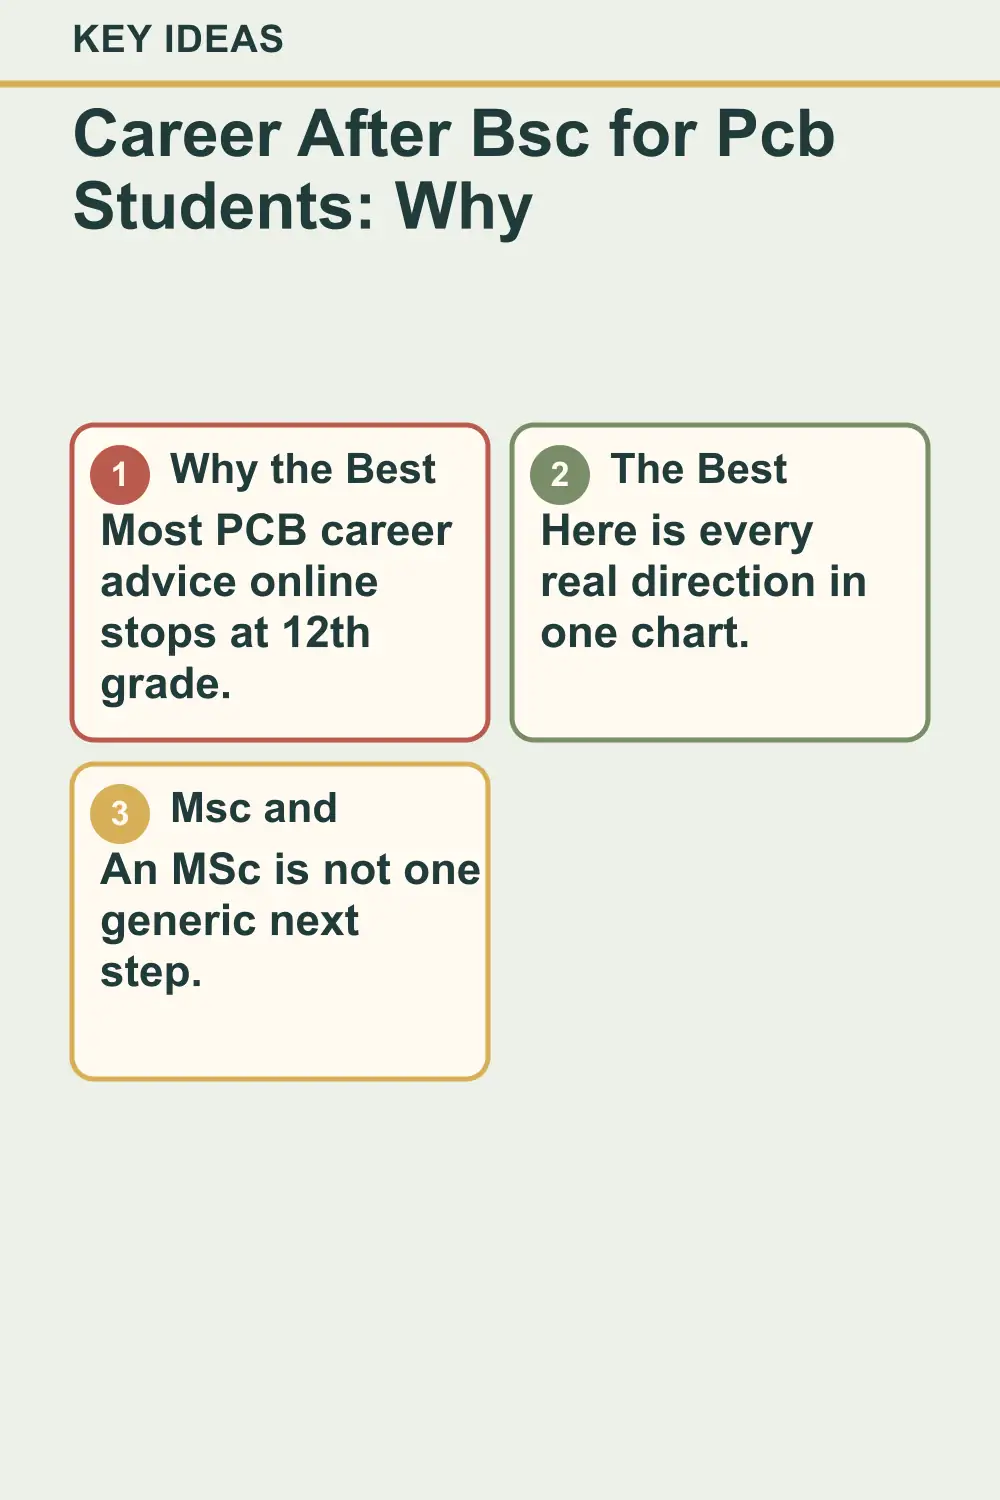 KEY IDEAS
Career After Bsc for Pcb
Students: Why
1 Why the Best
Most PCB career
advice online
stops at 12th
grade.
2 The Best
Here is every
real direction in
one chart.
3 Msc and
An MSc is not one
generic next
step.